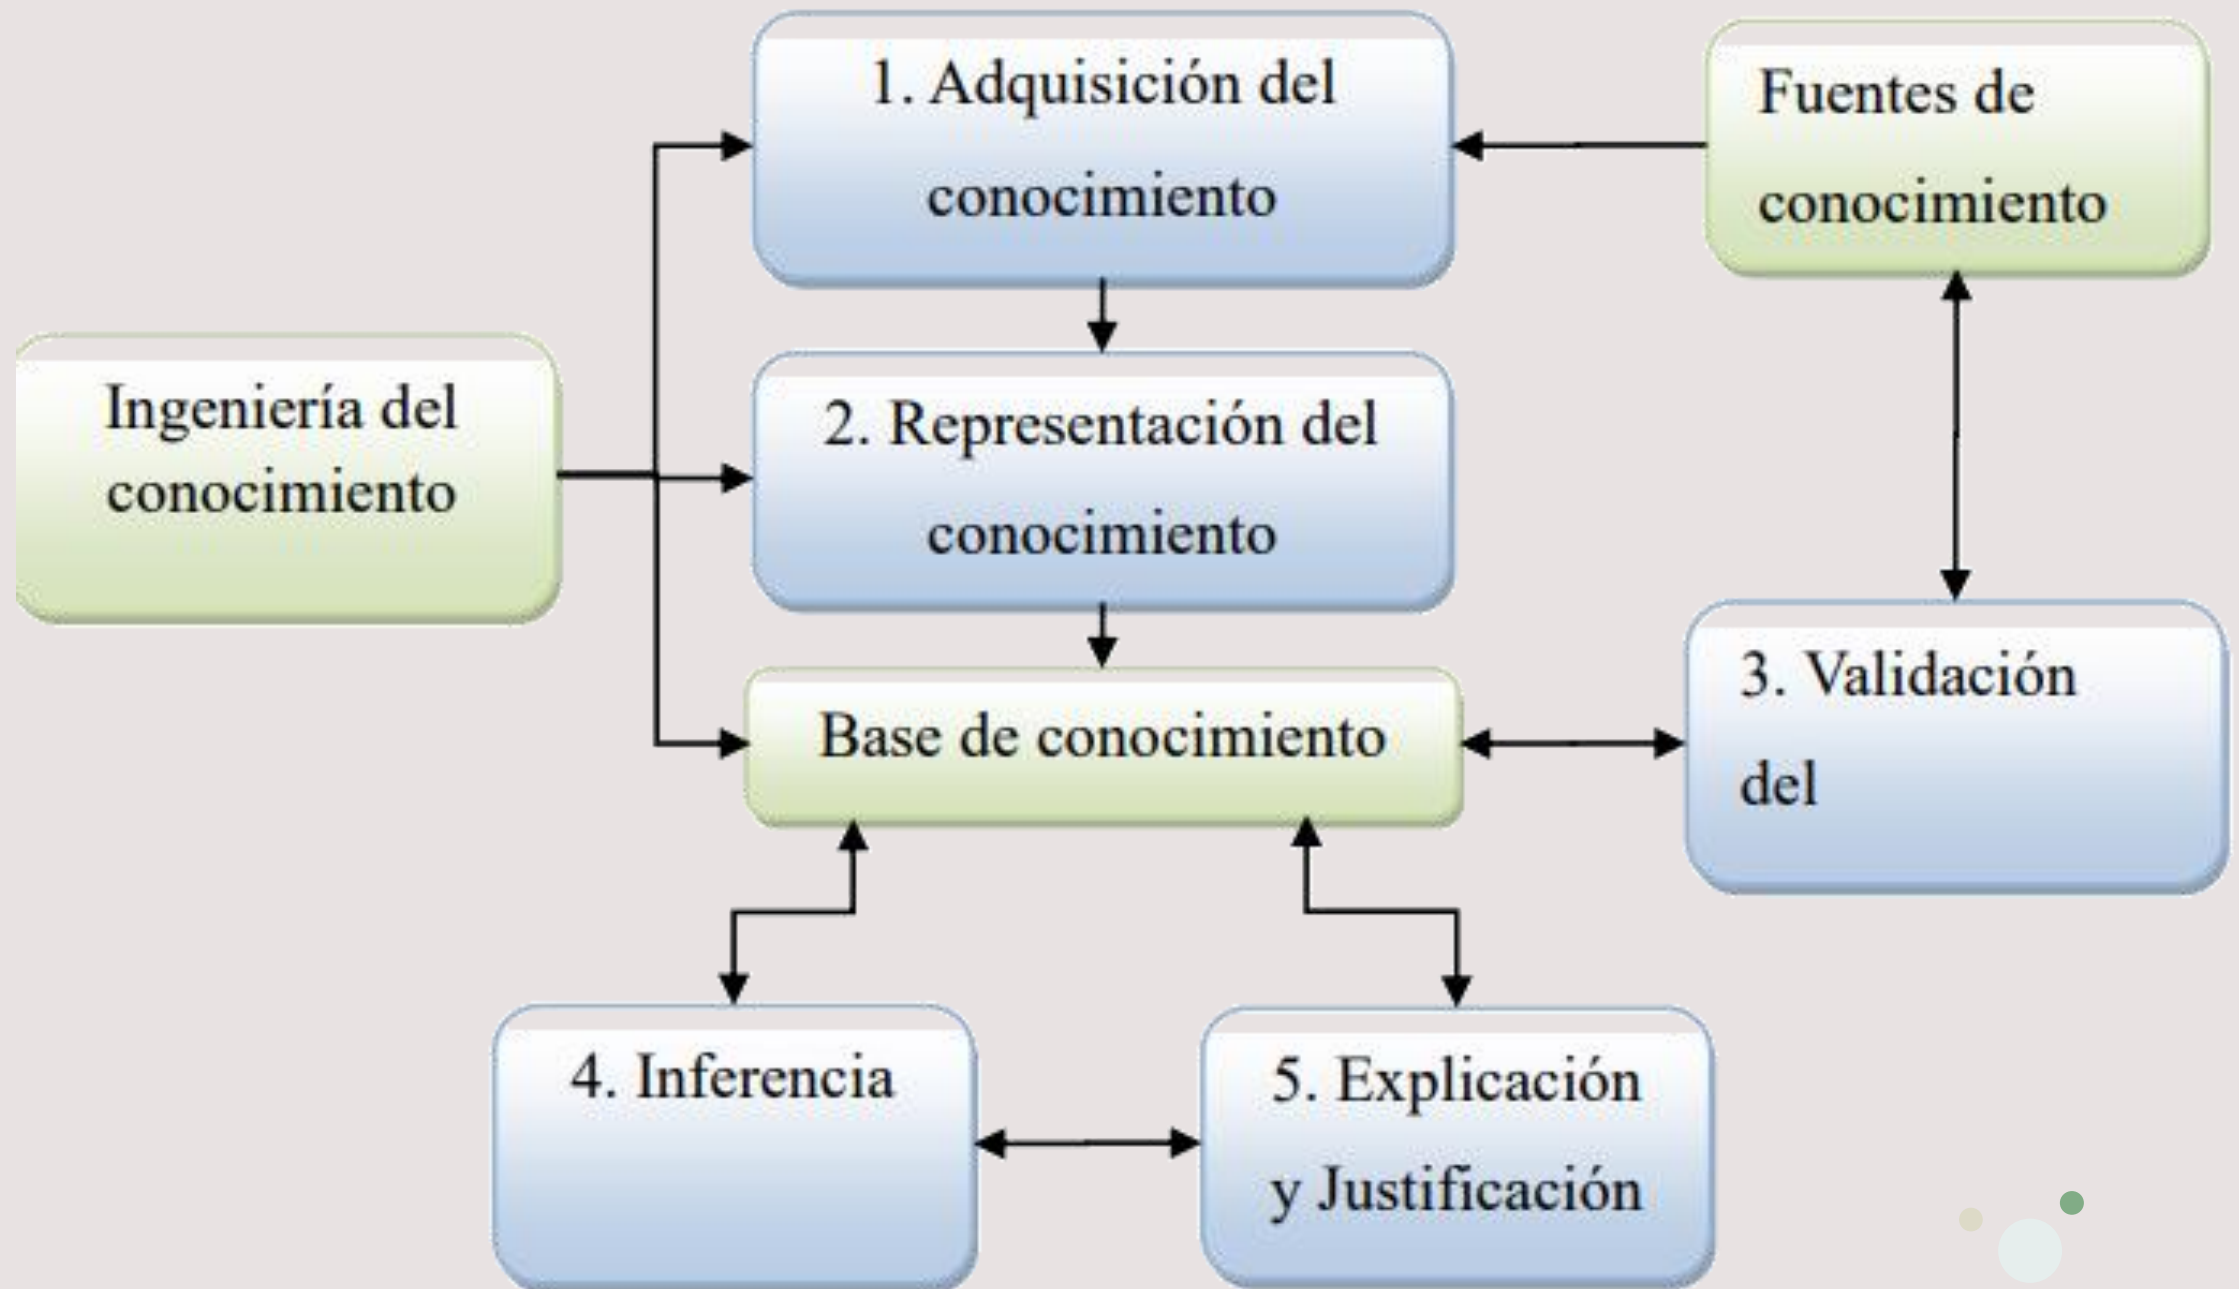 1. Adquisición del
conocimiento
Fuentes de
conocimiento
Ingeniería del
conocimiento
2. Representación del
conocimiento
Base de conocimiento
3. Validación
del
4. Inferencia
5. Explicación
y Justificación